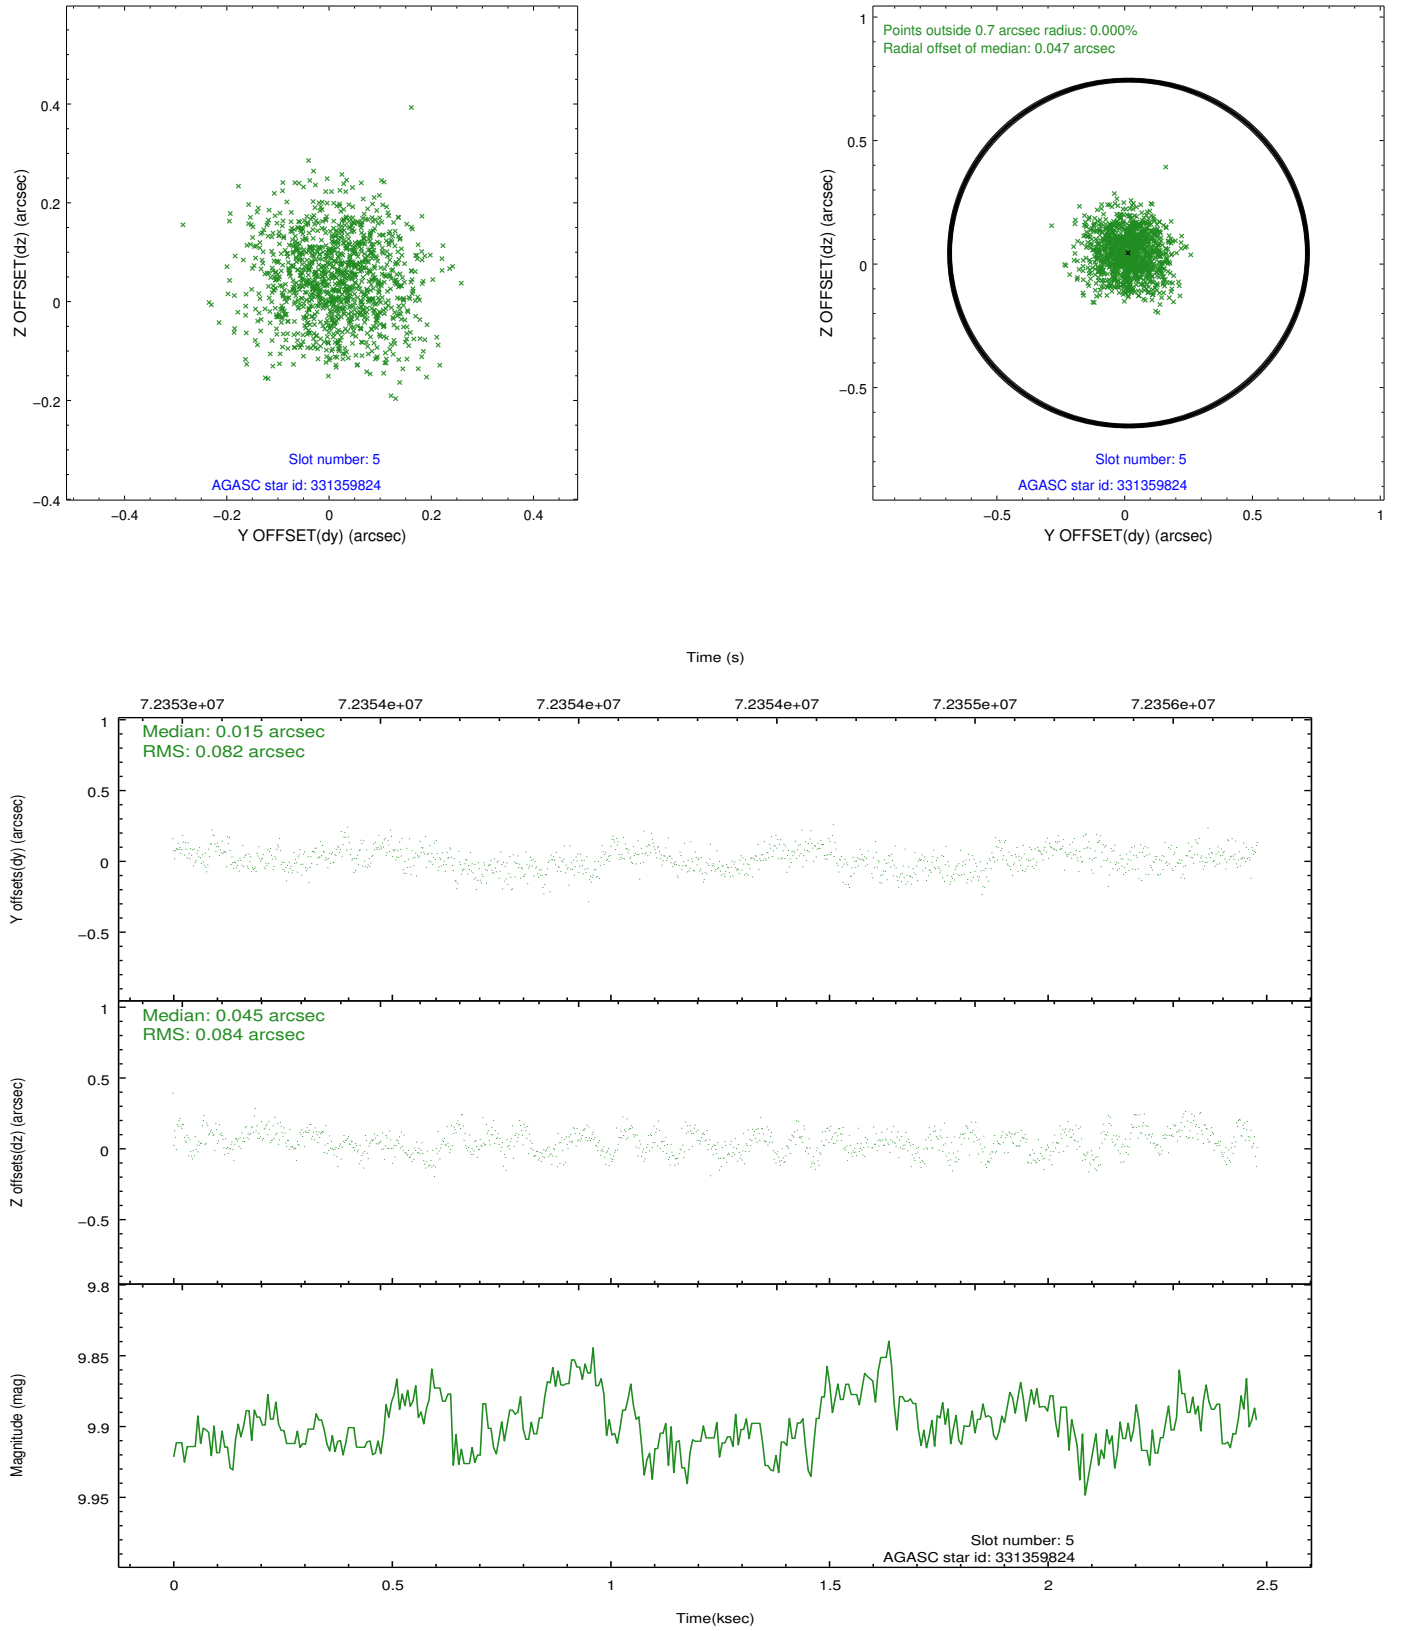 0.4
0.2
0
−0.2
−0.4
−0.4
−0.2
0
0.2
0.4
Z OFFSET(dz) (arcsec)
Y OFFSET(dy) (arcsec)
Slot number: 5
AGASC star id: 331359824
Points outside 0.7 arcsec radius: 0.000%
Radial offset of median: 0.047 arcsec
1
0.5
0
−0.5
−0.5
0
0.5
1
Z OFFSET(dz) (arcsec)
Y OFFSET(dy) (arcsec)
Slot number: 5
AGASC star id: 331359824
Time (s)
7.2353e+07 7.2354e+07 7.2354e+07 7.2354e+07 7.2355e+07 7.2356e+07
Median: 0.015 arcsec
RMS: 0.082 arcsec
1
0.5
0
−0.5
Y offsets(dy) (arcsec)
Median: 0.045 arcsec
RMS: 0.084 arcsec
1
0.5
0
−0.5
Z offsets(dz) (arcsec)
9.8
9.85
9.9
9.95
Magnitude (mag)
Slot number: 5
AGASC star id: 331359824
0 0.5 1 1.5 2 2.5
Time(ksec)